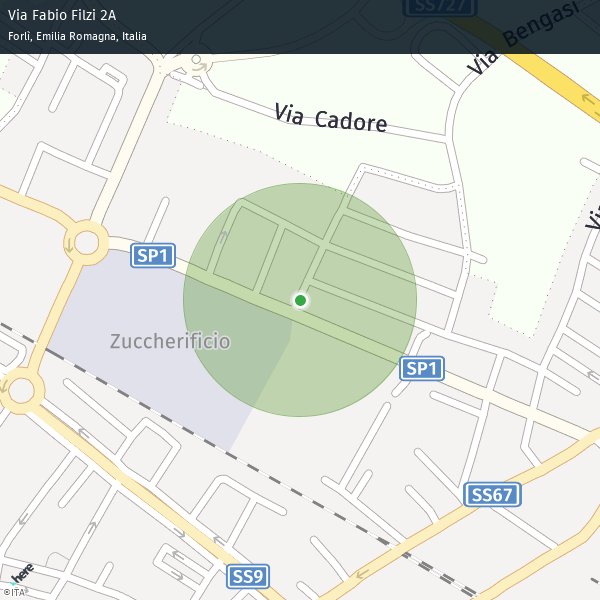 Via Fabio Filzi 2A
Forlì, Emilia Romagna, Italia
SS727
Via Bengasi
Via Cadore
SP1
Zuccherificio
SP1
SS67
SS9
here
©ITA